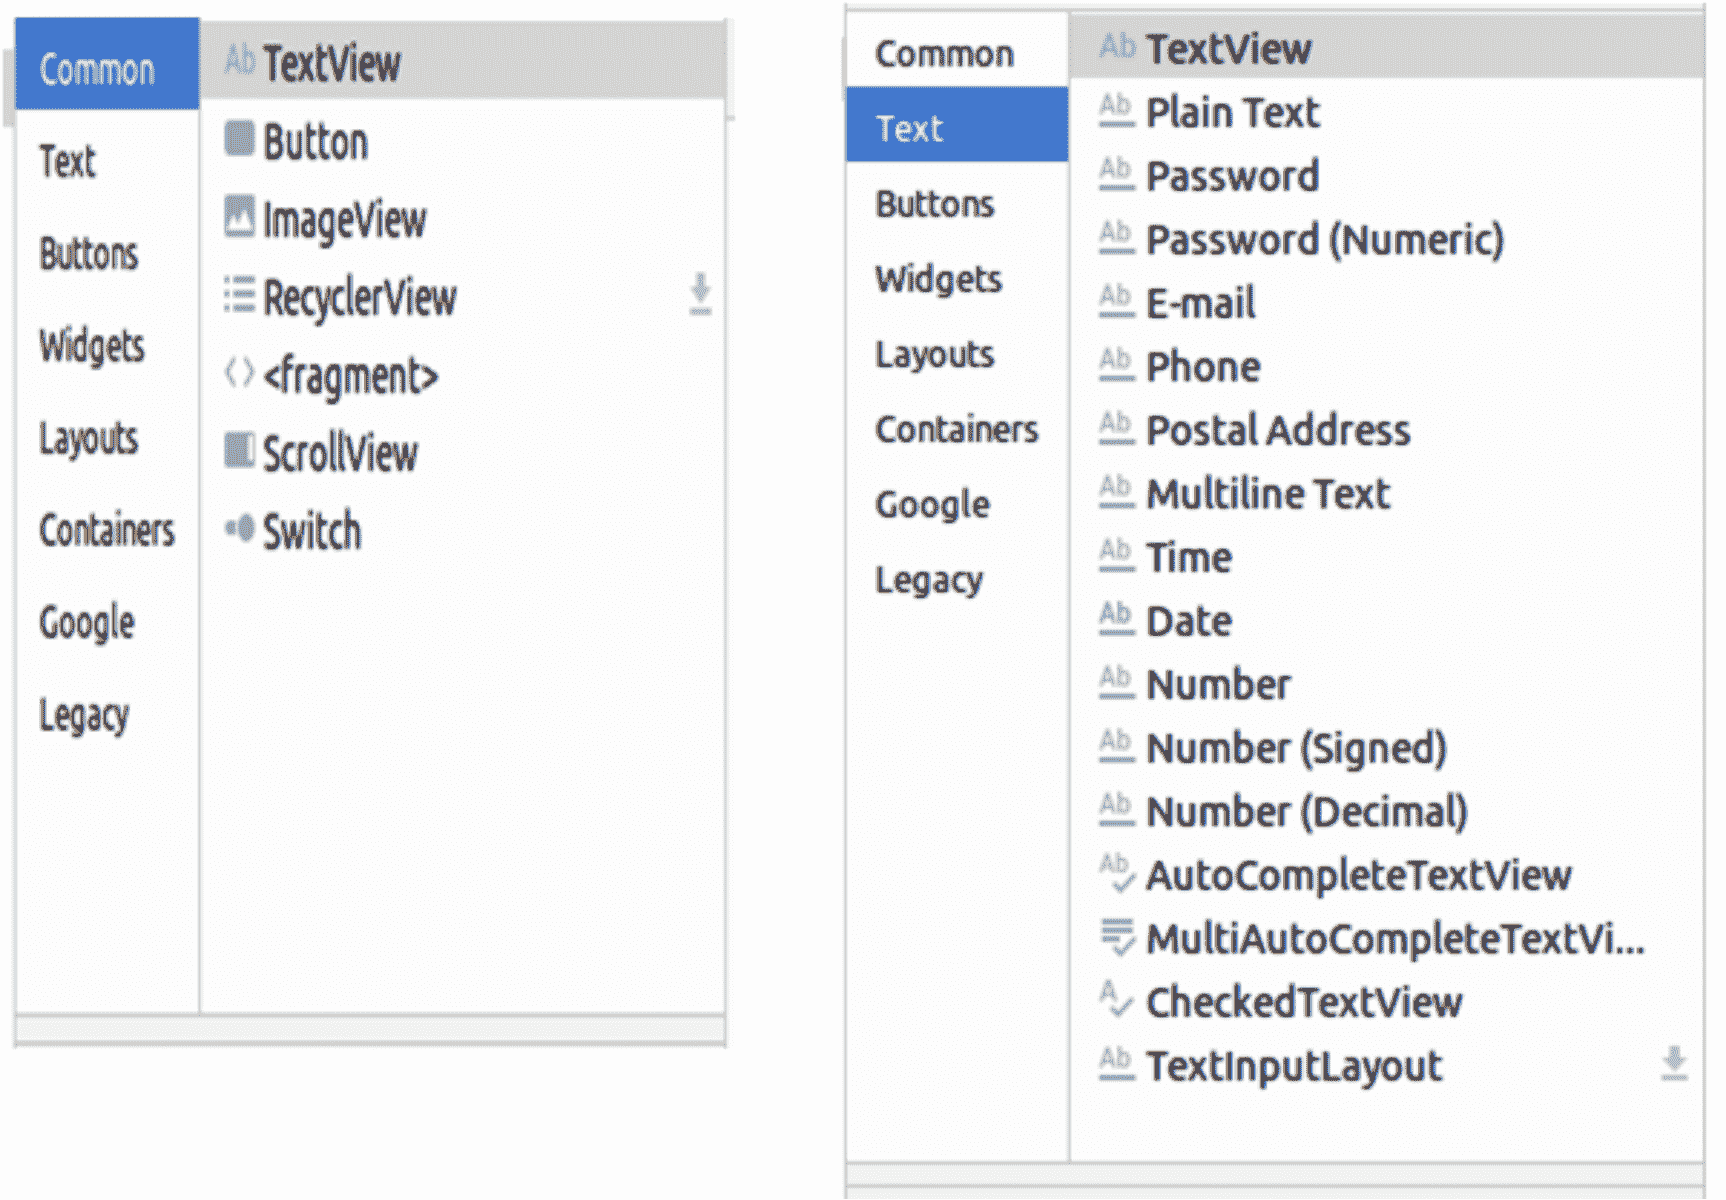 Common
Text
Buttons
Widgets
Layouts
Containers
Google
Legacy
Ab TextView
Button
ImageView
RecyclerView
<fragment>
ScrollView
Switch
Common
Text
Buttons
Widgets
Layouts
Containers
Google
Legacy
Ab TextView
Ab Plain Text
Ab Password
Ab Password (Numeric)
Ab E-mail
Ab Phone
Ab Postal Address
Ab Multiline Text
Ab Time
Ab Date
Ab Number
Ab Number (Signed)
Ab Number (Decimal)
Ab AutoCompleteTextView
MultiAutoCompleteTextVi...
A CheckedTextView
Ab TextInputLayout